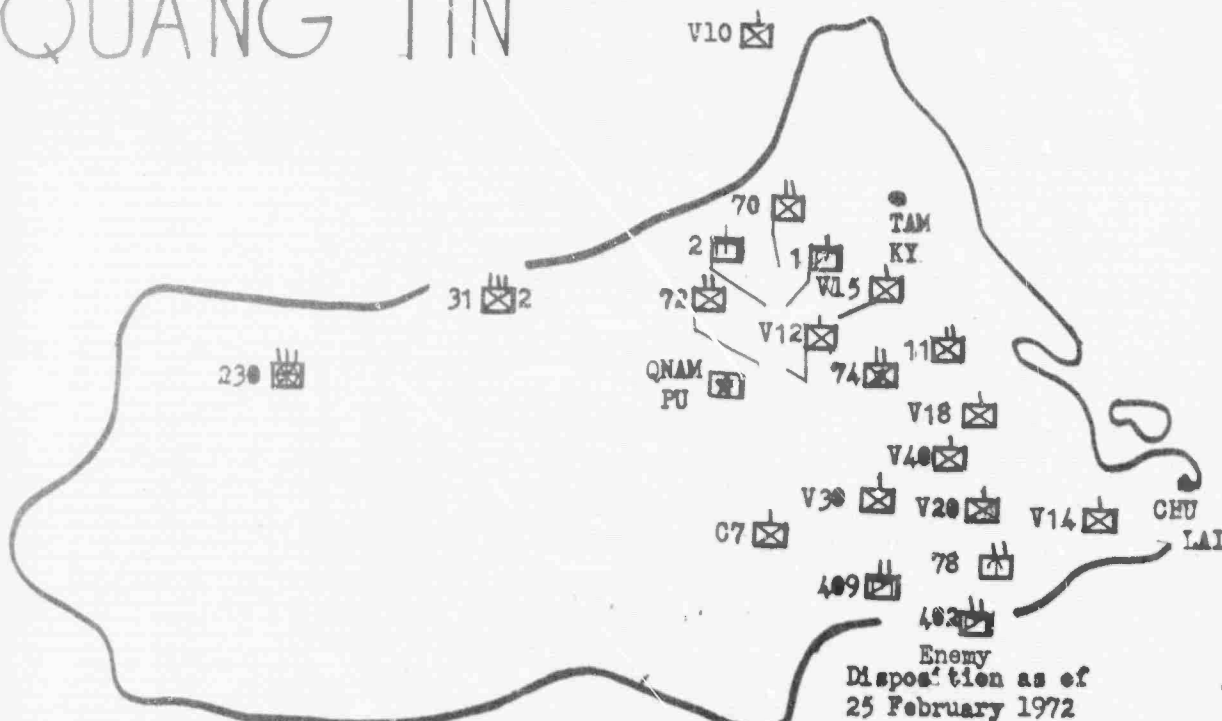 QUANG TIN
V10
70
TAM
KY
2
1
V15
31 2
72
V12
11
230
QNAM
PU
74
V18
V40
V30
V20
V14
CHU
LAI
C7
78
409
402
Enemy
Disposition as of
25 February 1972